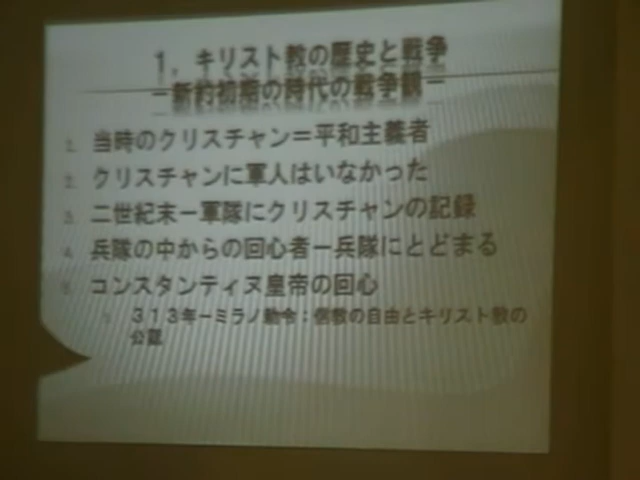 1. キリスト教の歴史と戦争
－新約初期の時代の戦争観－
1. 当時のクリスチャン＝平和主義者
2. クリスチャンに軍人はいなかった
3. 二世紀末－軍隊にクリスチャンの記録
4. 兵隊の中からの回心者－兵隊にとどまる
5. コンスタンティヌ皇帝の回心
313年－ミラノ勅令：信教の自由とキリスト教の
公認